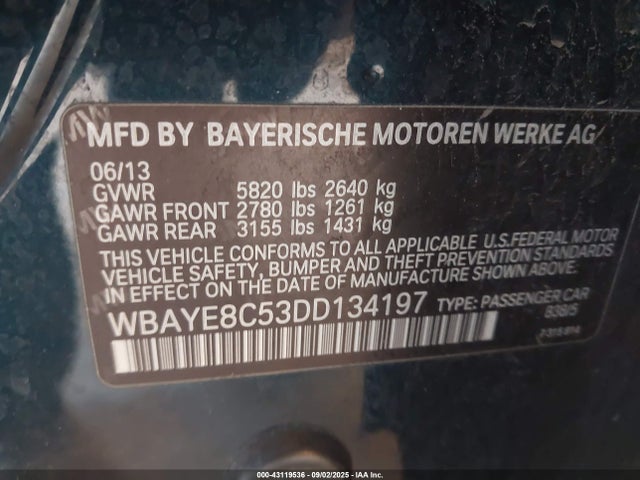 MFD BY BAYERISCHE MOTOREN WERKE AG
06/13
GVWR 5820 lbs 2640 kg
GAWR FRONT 2780 lbs 1261 kg
GAWR REAR 3155 lbs 1431 kg
THIS VEHICLE CONFORMS TO ALL APPLICABLE U.S.FEDERAL MOTOR
VEHICLE SAFETY, BUMPER AND THEFT PREVENTION STANDARDS
IN EFFECT ON THE DATE OF MANUFACTURE SHOWN ABOVE.
WBAYE8C53DD134197 TYPE: PASSENGER CAR
000-43119536 - 09/02/2025 - IAA Inc.